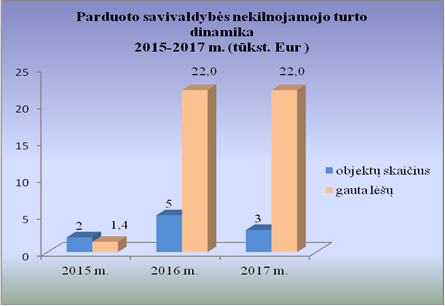 Parduoto savivaldybės nekilnojamojo turto
dinamika
2015-2017 m. (tūkst. Eur )
25
20
15
10
5
0
2
1,4
5
22,0
3
22,0
2015 m.
2016 m.
2017 m.
objektų skaičius
gauta lėšų